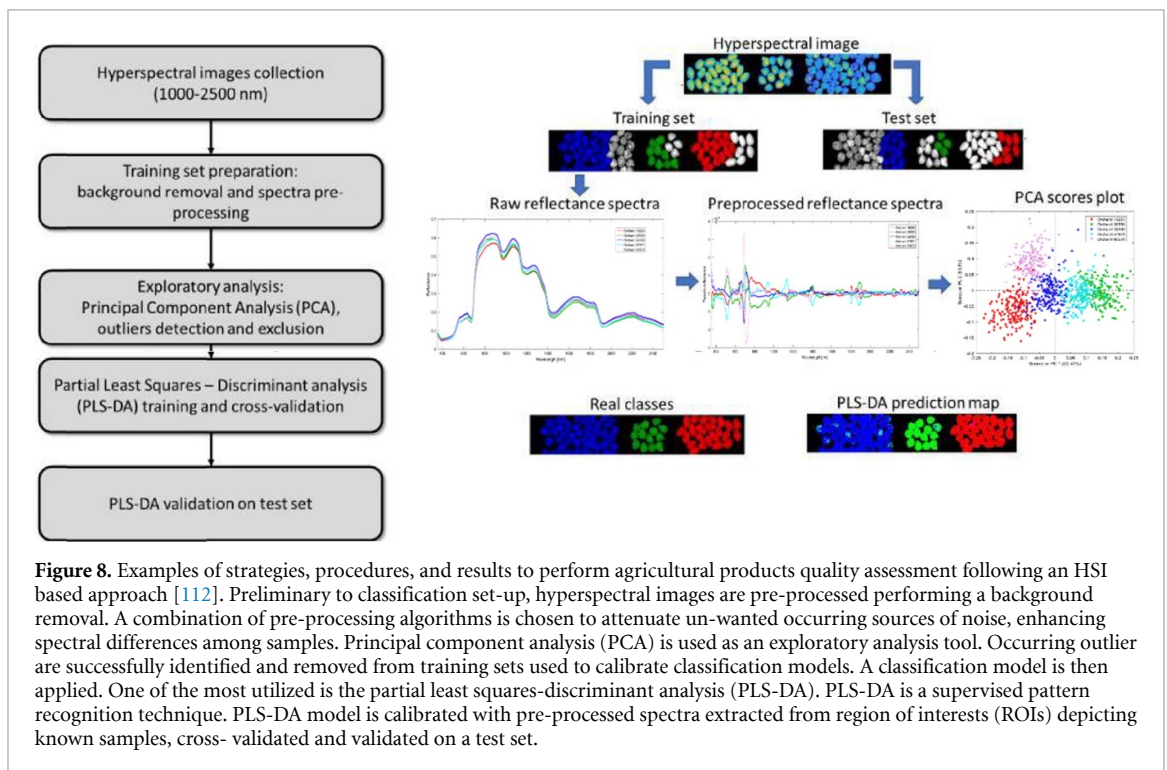 Hyperspectral images collection
(1000-2500 nm)
Training set preparation:
background removal and spectra pre-
processing
Exploratory analysis:
Principal Component Analysis (PCA),
outliers detection and exclusion
Partial Least Squares – Discriminant analysis
(PLS-DA) training and cross-validation
PLS-DA validation on test set
Hyperspectral image
Training set
Test set
Raw reflectance spectra
Preprocessed reflectance spectra
PCA scores plot
Reflectance
Wavelength(nm)
Wavelength(nm)
Real classes
PLS-DA prediction map
Figure 8. Examples of strategies, procedures, and results to perform agricultural products quality assessment following an HSI
based approach [112]. Preliminary to classification set-up, hyperspectral images are pre-processed performing a background
removal. A combination of pre-processing algorithms is chosen to attenuate un-wanted occurring sources of noise, enhancing
spectral differences among samples. Principal component analysis (PCA) is used as an exploratory analysis tool. Occurring outlier
are successfully identified and removed from training sets used to calibrate classification models. A classification model is then
applied. One of the most utilized is the partial least squares-discriminant analysis (PLS-DA). PLS-DA is a supervised pattern
recognition technique. PLS-DA model is calibrated with pre-processed spectra extracted from region of interests (ROIs) depicting
known samples, cross- validated and validated on a test set.